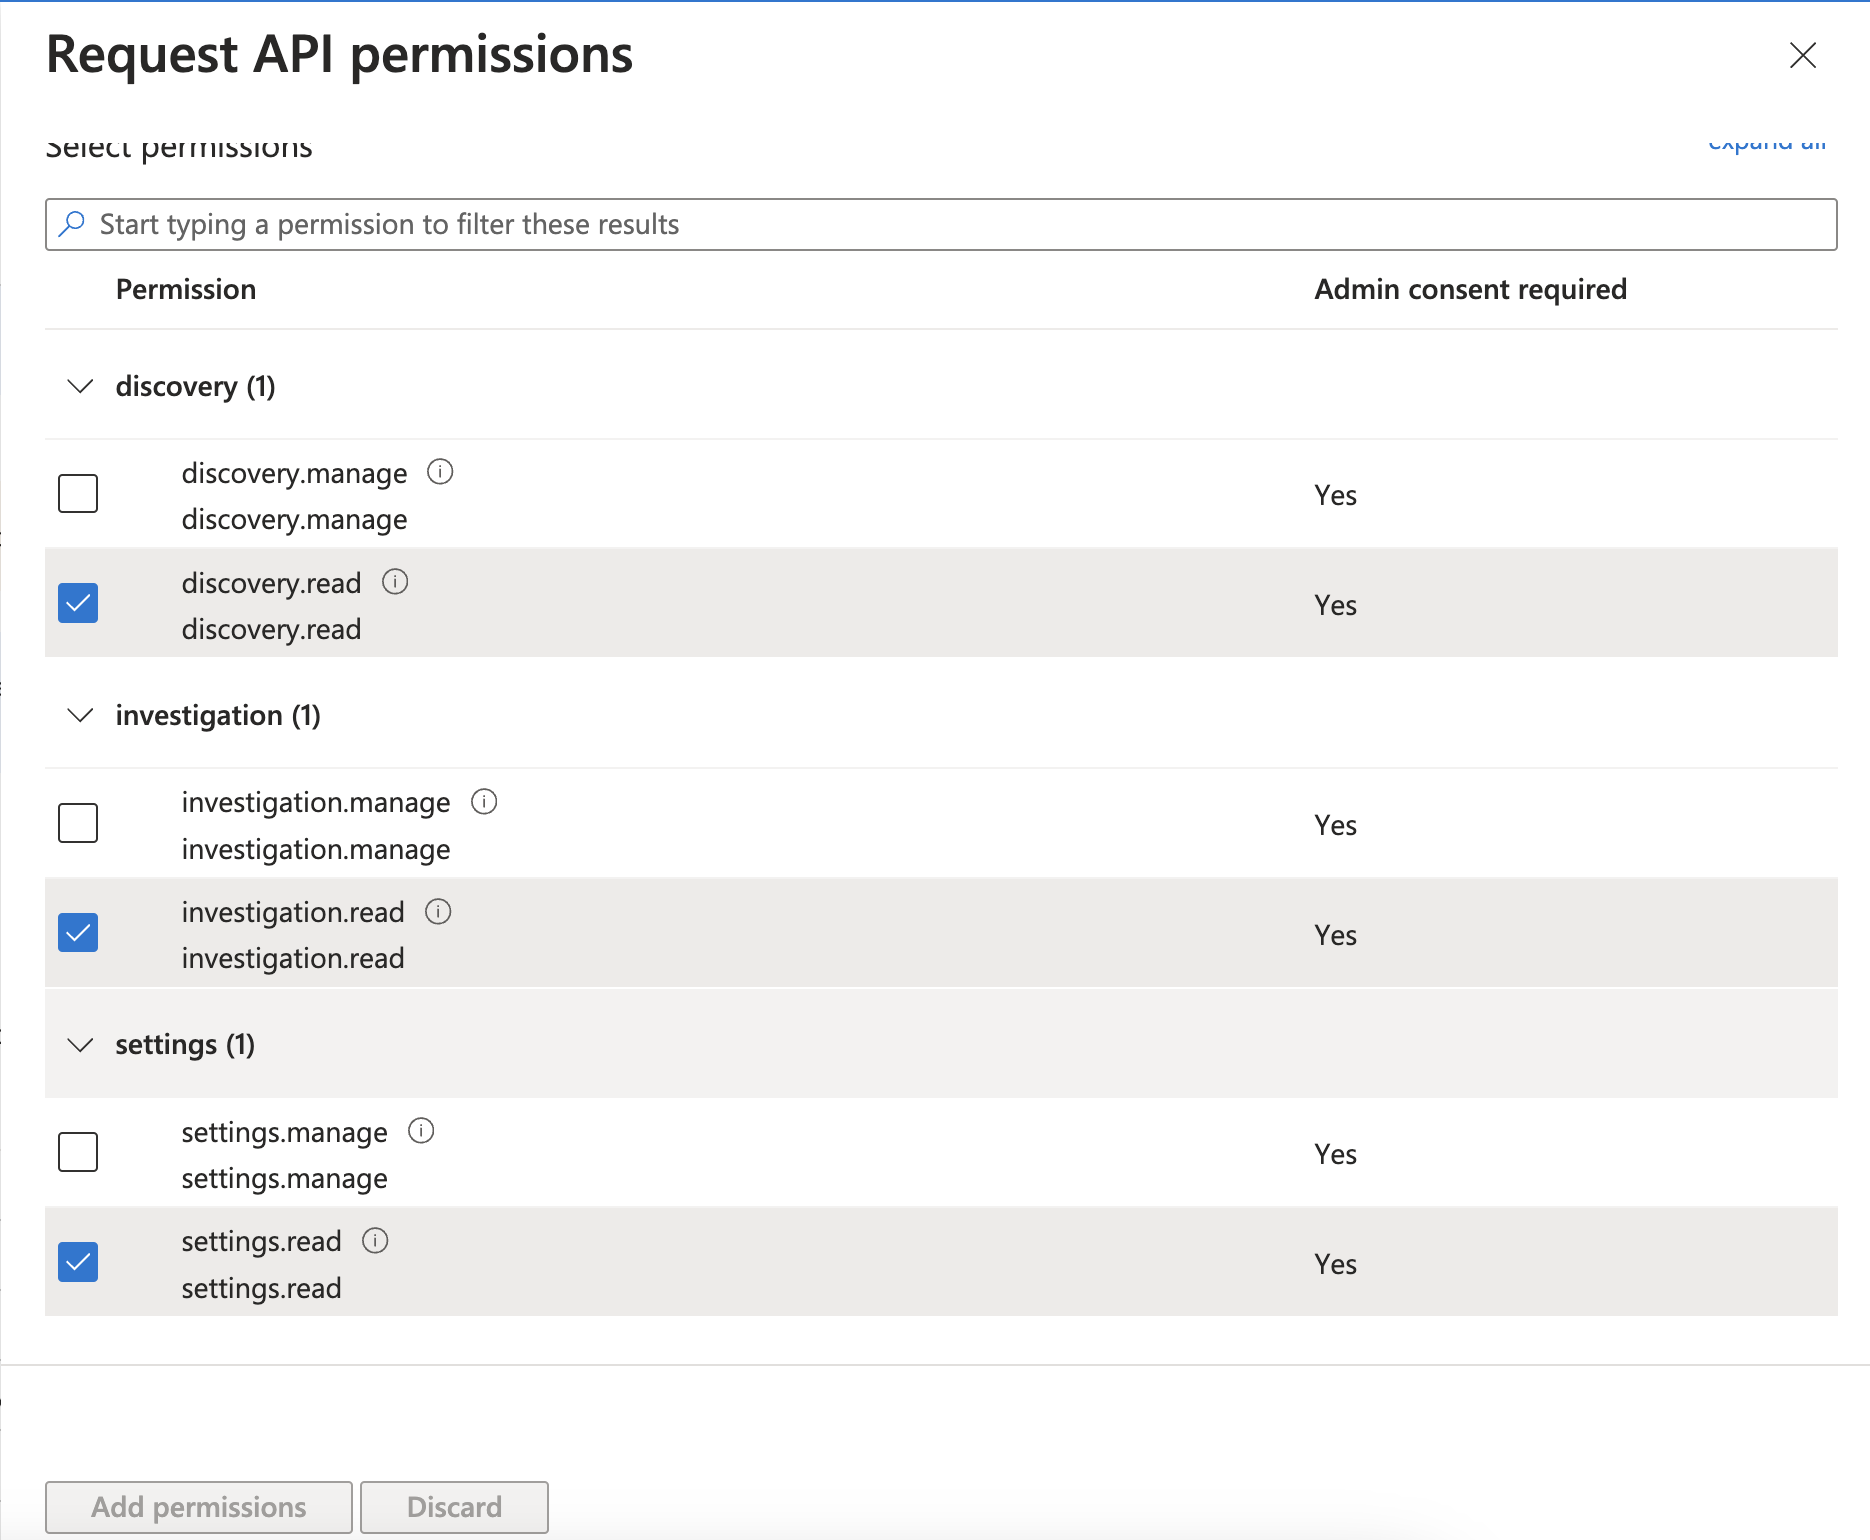 Request API permissions
Select permissions
expand all
Start typing a permission to filter these results
Permission
Admin consent required
discovery (1)
discovery.manage
discovery.manage
Yes
discovery.read
discovery.read
Yes
investigation (1)
investigation.manage
investigation.manage
Yes
investigation.read
investigation.read
Yes
settings (1)
settings.manage
settings.manage
Yes
settings.read
settings.read
Yes
Add permissions
Discard